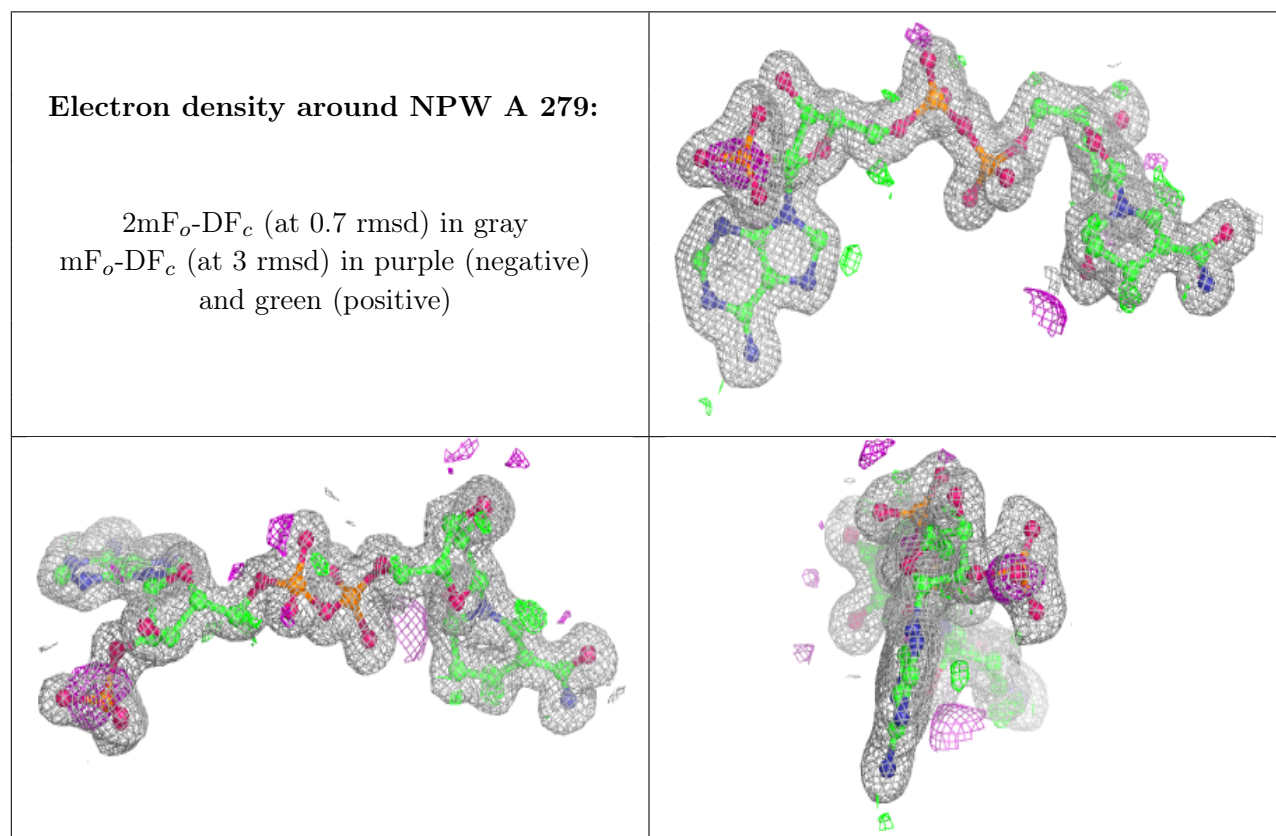 Electron density around NPW A 279:
2mFo-DFc (at 0.7 rmsd) in gray
mFo-DFc (at 3 rmsd) in purple (negative)
and green (positive)